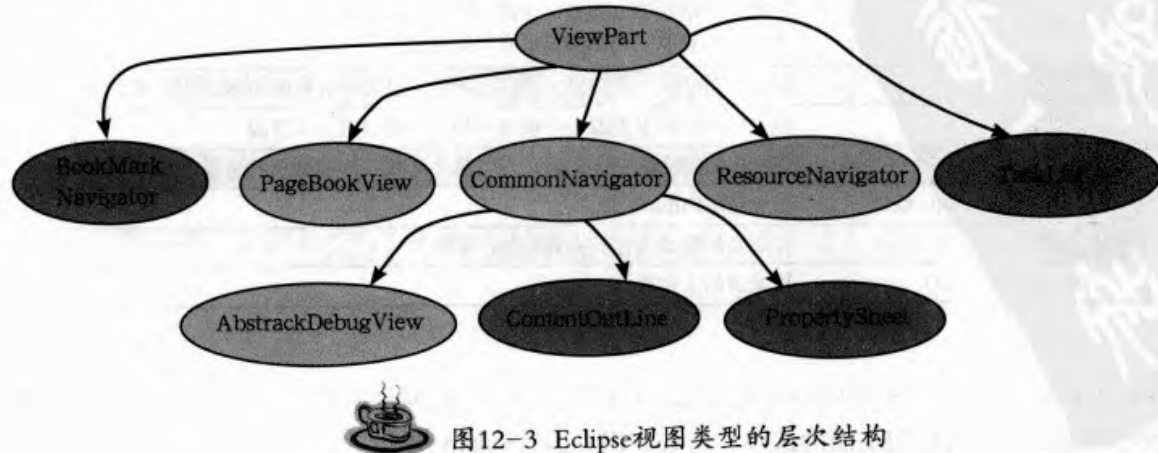 ViewPart
BookMark
Navigator
PageBookView
CommonNavigator
ResourceNavigator
TaskList
AbstrackDebugView
ContentOutLine
PropertySheet
图12-3 Eclipse视图类型的层次结构